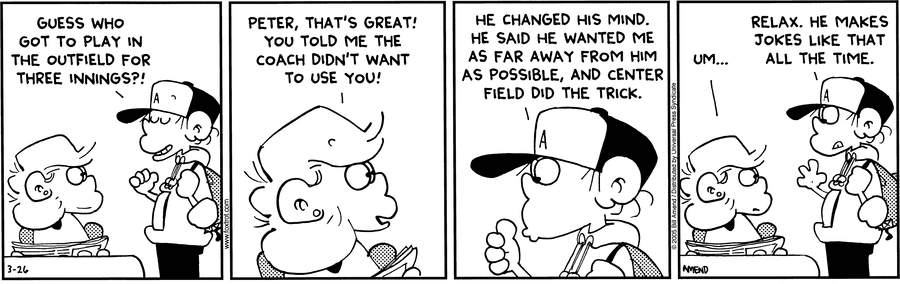 GUESS WHO
GOT TO PLAY IN
THE OUTFIELD FOR
THREE INNINGS?!
A
3-26
www.foxtrot.com
PETER, THAT'S GREAT!
YOU TOLD ME THE
COACH DIDN'T WANT
TO USE YOU!
HE CHANGED HIS MIND.
HE SAID HE WANTED ME
AS FAR AWAY FROM HIM
AS POSSIBLE, AND CENTER
FIELD DID THE TRICK.
A
© 2005 Bill Amend / Distributed by Universal Press Syndicate
UM...
RELAX. HE MAKES
JOKES LIKE THAT
ALL THE TIME.
A
AMEND